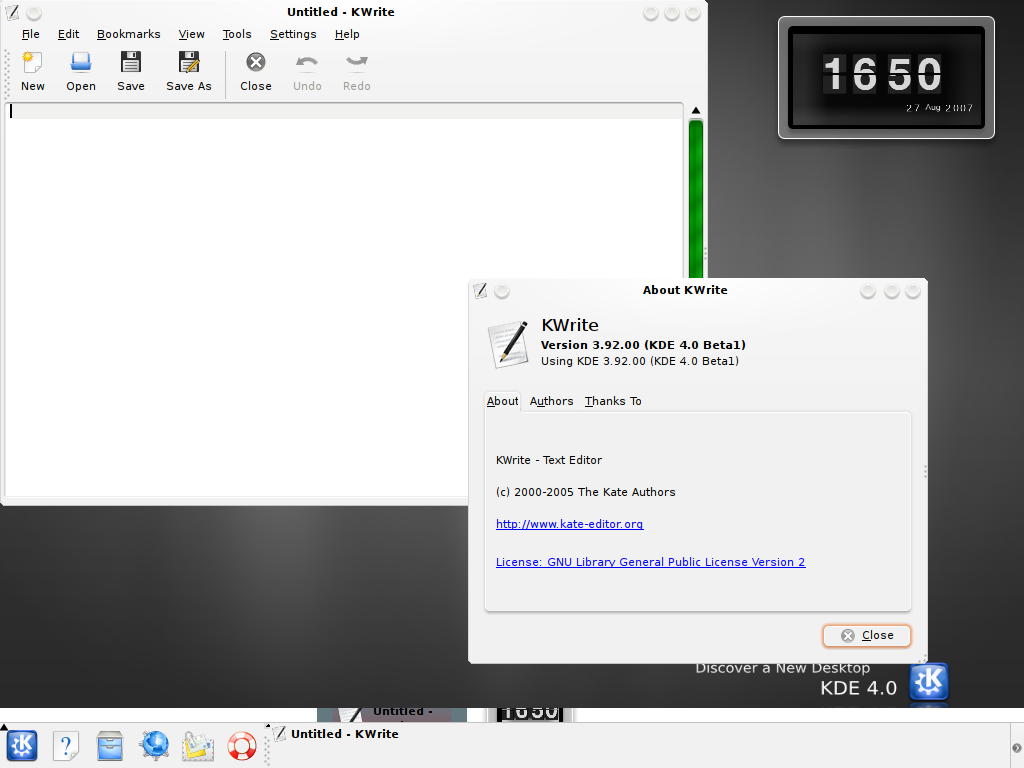 Untitled - KWrite
File Edit Bookmarks View Tools Settings Help
New Open Save Save As Close Undo Redo
1650
27 Aug 2007
About KWrite
KWrite
Version 3.92.00 (KDE 4.0 Beta1)
Using KDE 3.92.00 (KDE 4.0 Beta1)
About Authors Thanks To
KWrite - Text Editor
(c) 2000-2005 The Kate Authors
http://www.kate-editor.org
License: GNU Library General Public License Version 2
Close
Discover a New Desktop
KDE 4.0
Untitled -
1650
Untitled - KWrite